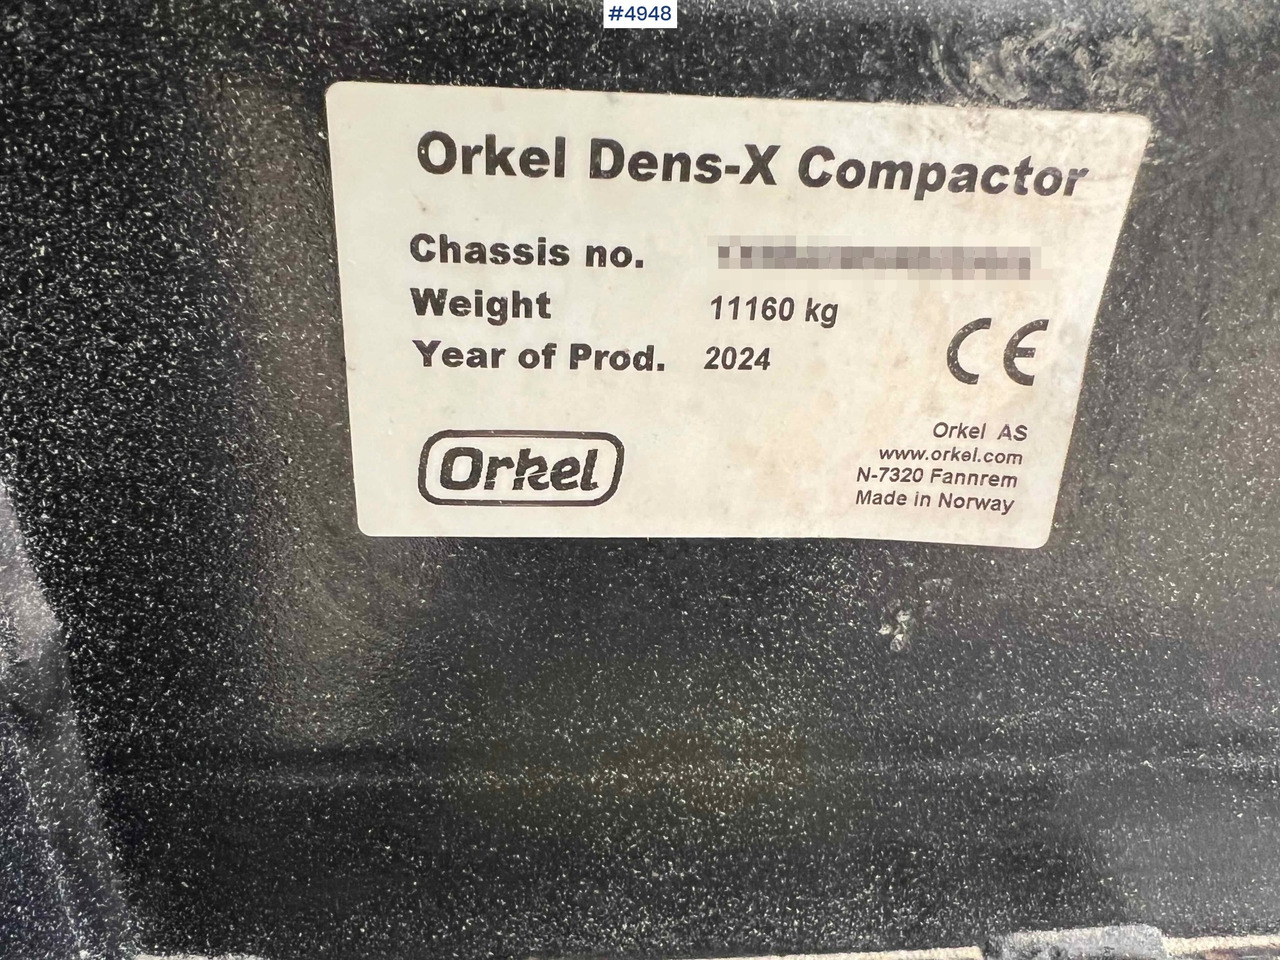 #4948
Orkel Dens-X Compactor
Chassis no.
Weight 11160 kg
Year of Prod. 2024
CE
Orkel
Orkel AS
www.orkel.com
N-7320 Fannrem
Made in Norway